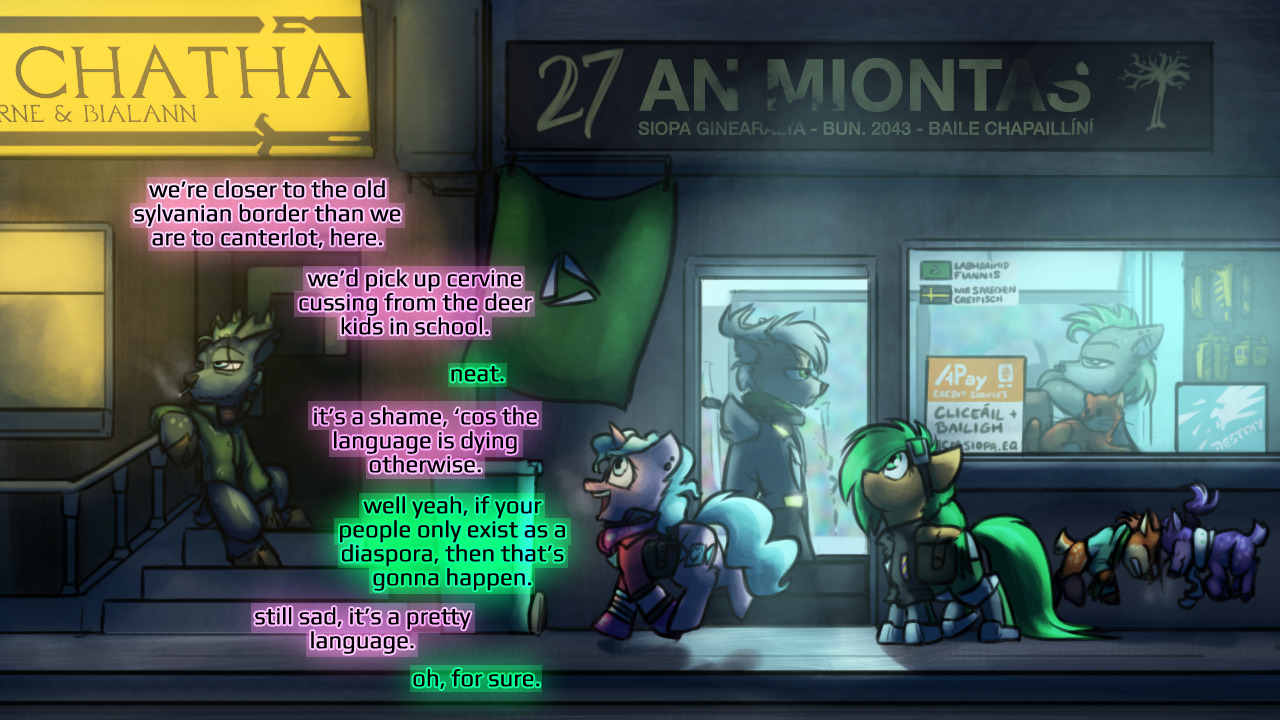 CHATHA
RNE & BIALANN
27 AN MIONTAS
SIOPA GINEARÁLTA - BUN. 2043 - BAILE CHAPAILLÍNÍ
we're closer to the old
sylvanian border than we
are to canterlot, here.
we'd pick up cervine
cussing from the deer
kids in school.
neat.
it's a shame, 'cos the
language is dying
otherwise.
well yeah, if your
people only exist as a
diaspora, then that's
gonna happen.
still sad, it's a pretty
language.
oh, for sure.
LABHRAIMID
FIANNIS
WIR SPRECHEN
GREIFISCH
APay
CREDIT
CLICEÁIL +
BAILIGH
SIOPA.EQ
DESTINY